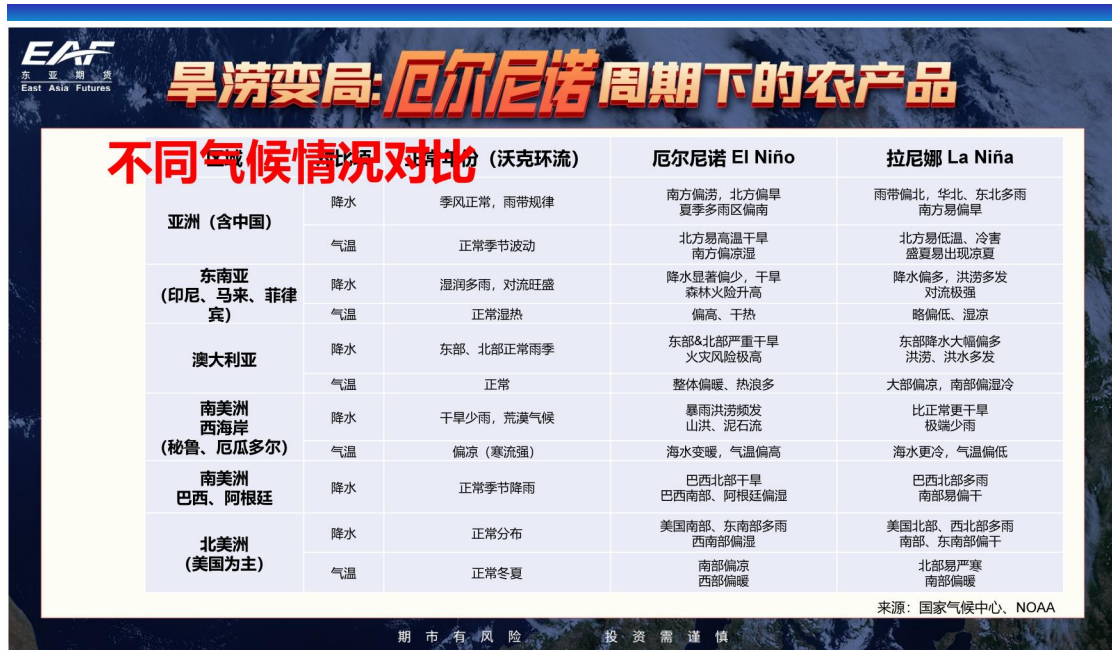 EAF
东亚期货
East Asia Futures
旱涝变局:厄尔尼诺周期下的农产品
不同气候情况对比
区域 对比项 正常年份（沃克环流） 厄尔尼诺 El Niño 拉尼娜 La Niña
亚洲（含中国）
降水
季风正常，雨带规律
南方偏涝，北方偏旱
夏季多雨区偏南
雨带偏北，华北、东北多雨
南方易偏旱
气温
正常季节波动
北方易高温干旱
南方偏凉湿
北方易低温、冷害
盛夏易出现凉夏
东南亚
（印尼、马来、菲律
宾）
降水
湿润多雨，对流旺盛
降水显著偏少，干旱
森林火险升高
降水偏多，洪涝多发
对流极强
气温
正常湿热
偏高、干热
略偏低、湿凉
澳大利亚
降水
东部、北部正常雨季
东部&北部严重干旱
火灾风险极高
东部降水大幅偏多
洪涝、洪水多发
气温
正常
整体偏暖、热浪多
大部偏凉，南部偏湿冷
南美洲
西海岸
（秘鲁、厄瓜多尔）
降水
干旱少雨，荒漠气候
暴雨洪涝频发
山洪、泥石流
比正常更干旱
极端少雨
气温
偏凉（寒流强）
海水变暖，气温偏高
海水更冷，气温偏低
南美洲
巴西、阿根廷
降水
正常季节降雨
巴西北部干旱
巴西南部、阿根廷偏湿
巴西北部多雨
南部易偏干
北美洲
（美国为主）
降水
正常分布
美国南部、东南部多雨
西南部偏湿
美国北部、西北部多雨
南部、东南部偏干
气温
正常冬夏
南部偏凉
西部偏暖
北部易严寒
南部偏暖
来源：国家气候中心、NOAA
期市有风险 投资需谨慎